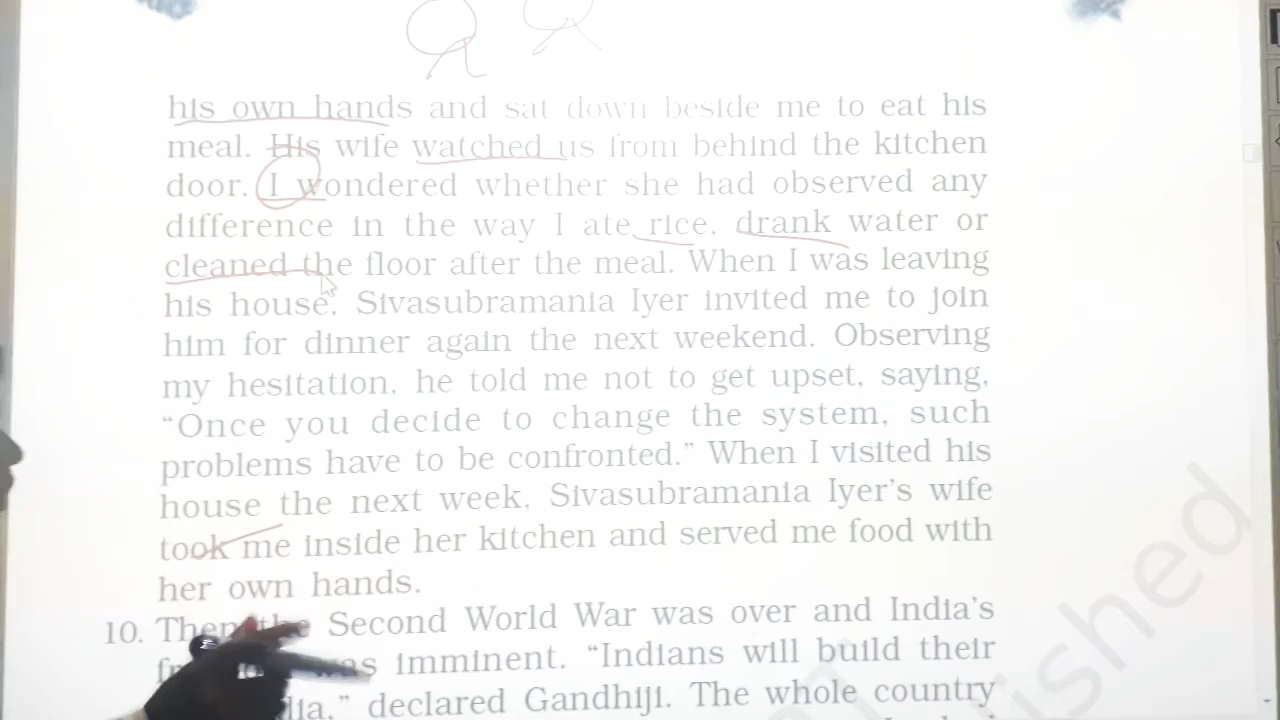 his own hands and sat down beside me to eat his
meal. His wife watched us from behind the kitchen
door. I wondered whether she had observed any
difference in the way I ate rice, drank water or
cleaned the floor after the meal. When I was leaving
his house, Sivasubramania Iyer invited me to join
him for dinner again the next weekend. Observing
my hesitation, he told me not to get upset, saying,
“Once you decide to change the system, such
problems have to be confronted.” When I visited his
house the next week, Sivasubramania Iyer’s wife
took me inside her kitchen and served me food with
her own hands.
10. Then the Second World War was over and India’s
was imminent. “Indians will build their
declared Gandhiji. The whole country